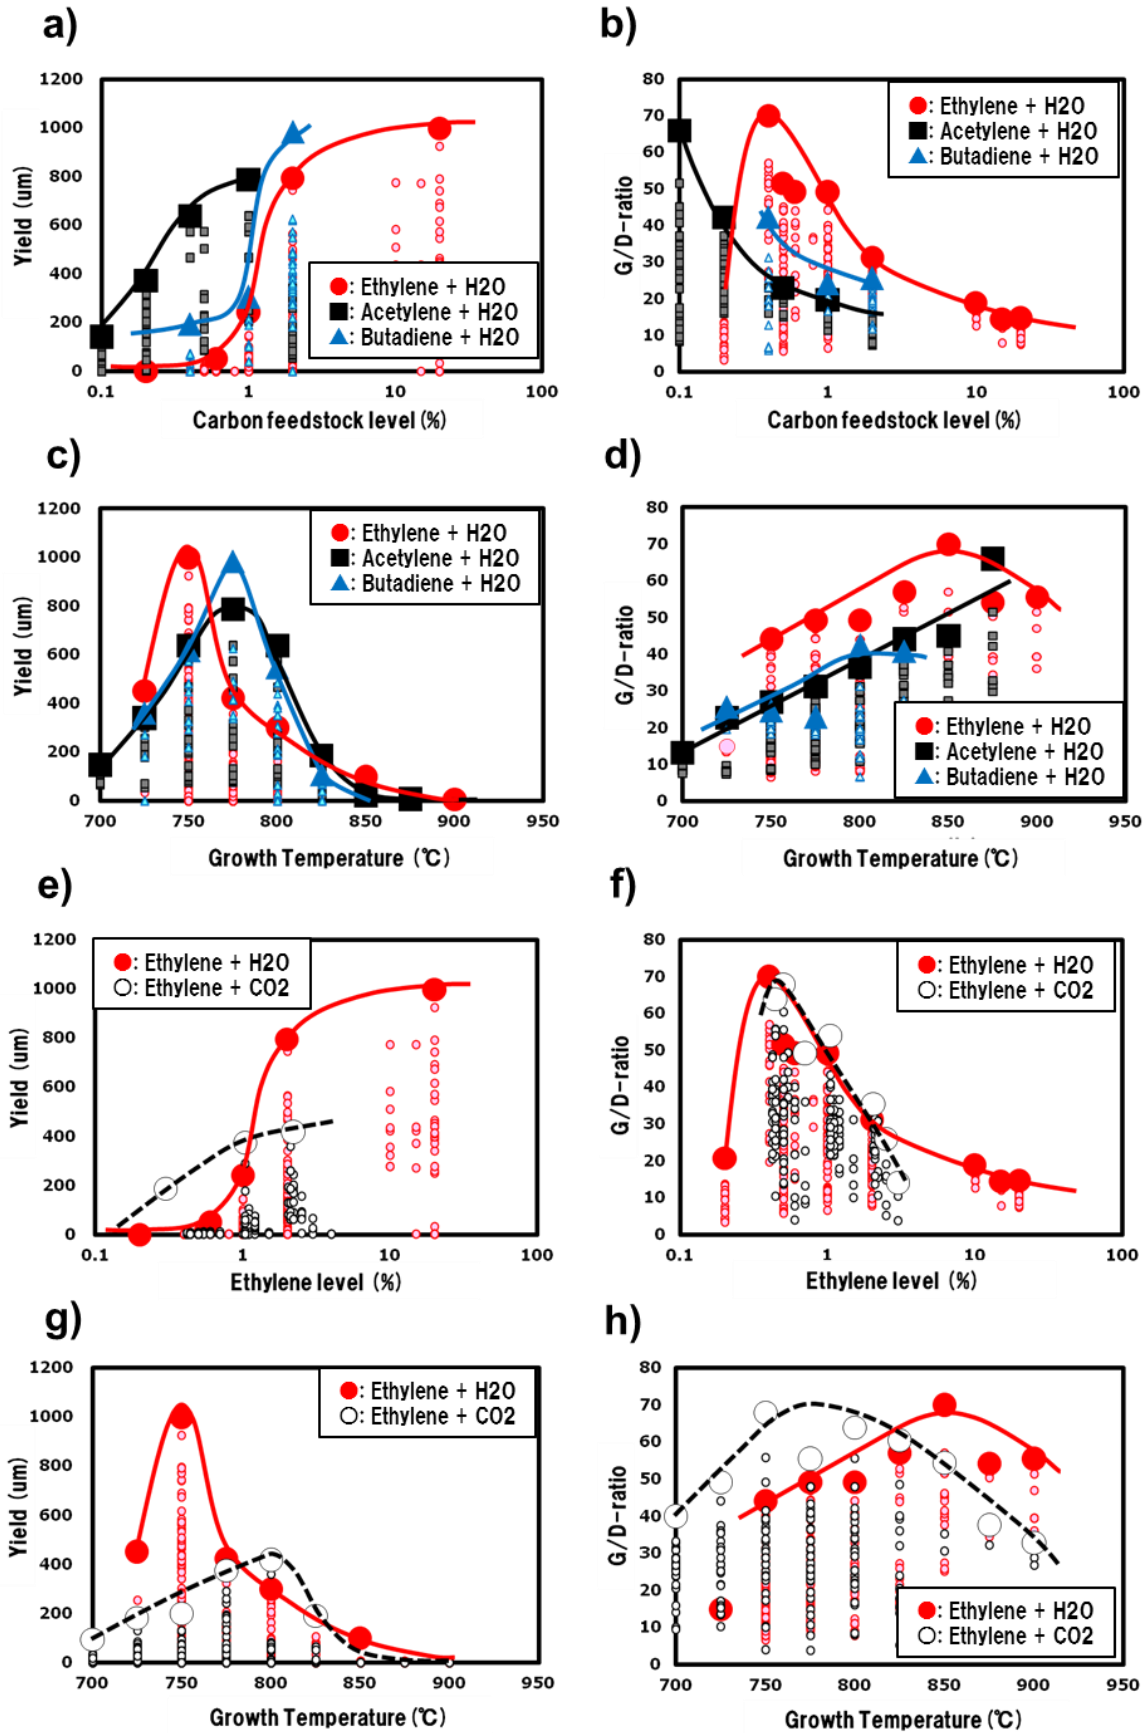 a)
1200
1000
800
600
400
200
0
Yield (um)
: Ethylene + H2O
: Acetylene + H2O
: Butadiene + H2O
0.1 1 10 100
Carbon feedstock level (%)
b)
80
70
60
50
40
30
20
10
0
G/D-ratio
: Ethylene + H2O
: Acetylene + H2O
: Butadiene + H2O
0.1 1 10 100
Carbon feedstock level (%)
c)
1200
1000
800
600
400
200
0
Yield (um)
: Ethylene + H2O
: Acetylene + H2O
: Butadiene + H2O
700 750 800 850 900 950
Growth Temperature (℃)
d)
80
70
60
50
40
30
20
10
0
G/D-ratio
: Ethylene + H2O
: Acetylene + H2O
: Butadiene + H2O
700 750 800 850 900 950
Growth Temperature (℃)
e)
1200
1000
800
600
400
200
0
Yield (um)
: Ethylene + H2O
: Ethylene + CO2
0.1 1 10 100
Ethylene level (%)
f)
80
70
60
50
40
30
20
10
0
G/D-ratio
: Ethylene + H2O
: Ethylene + CO2
0.1 1 10 100
Ethylene level (%)
g)
1200
1000
800
600
400
200
0
Yield (um)
: Ethylene + H2O
: Ethylene + CO2
700 750 800 850 900 950
Growth Temperature (℃)
h)
80
70
60
50
40
30
20
10
0
G/D-ratio
: Ethylene + H2O
: Ethylene + CO2
700 750 800 850 900 950
Growth Temperature (℃)